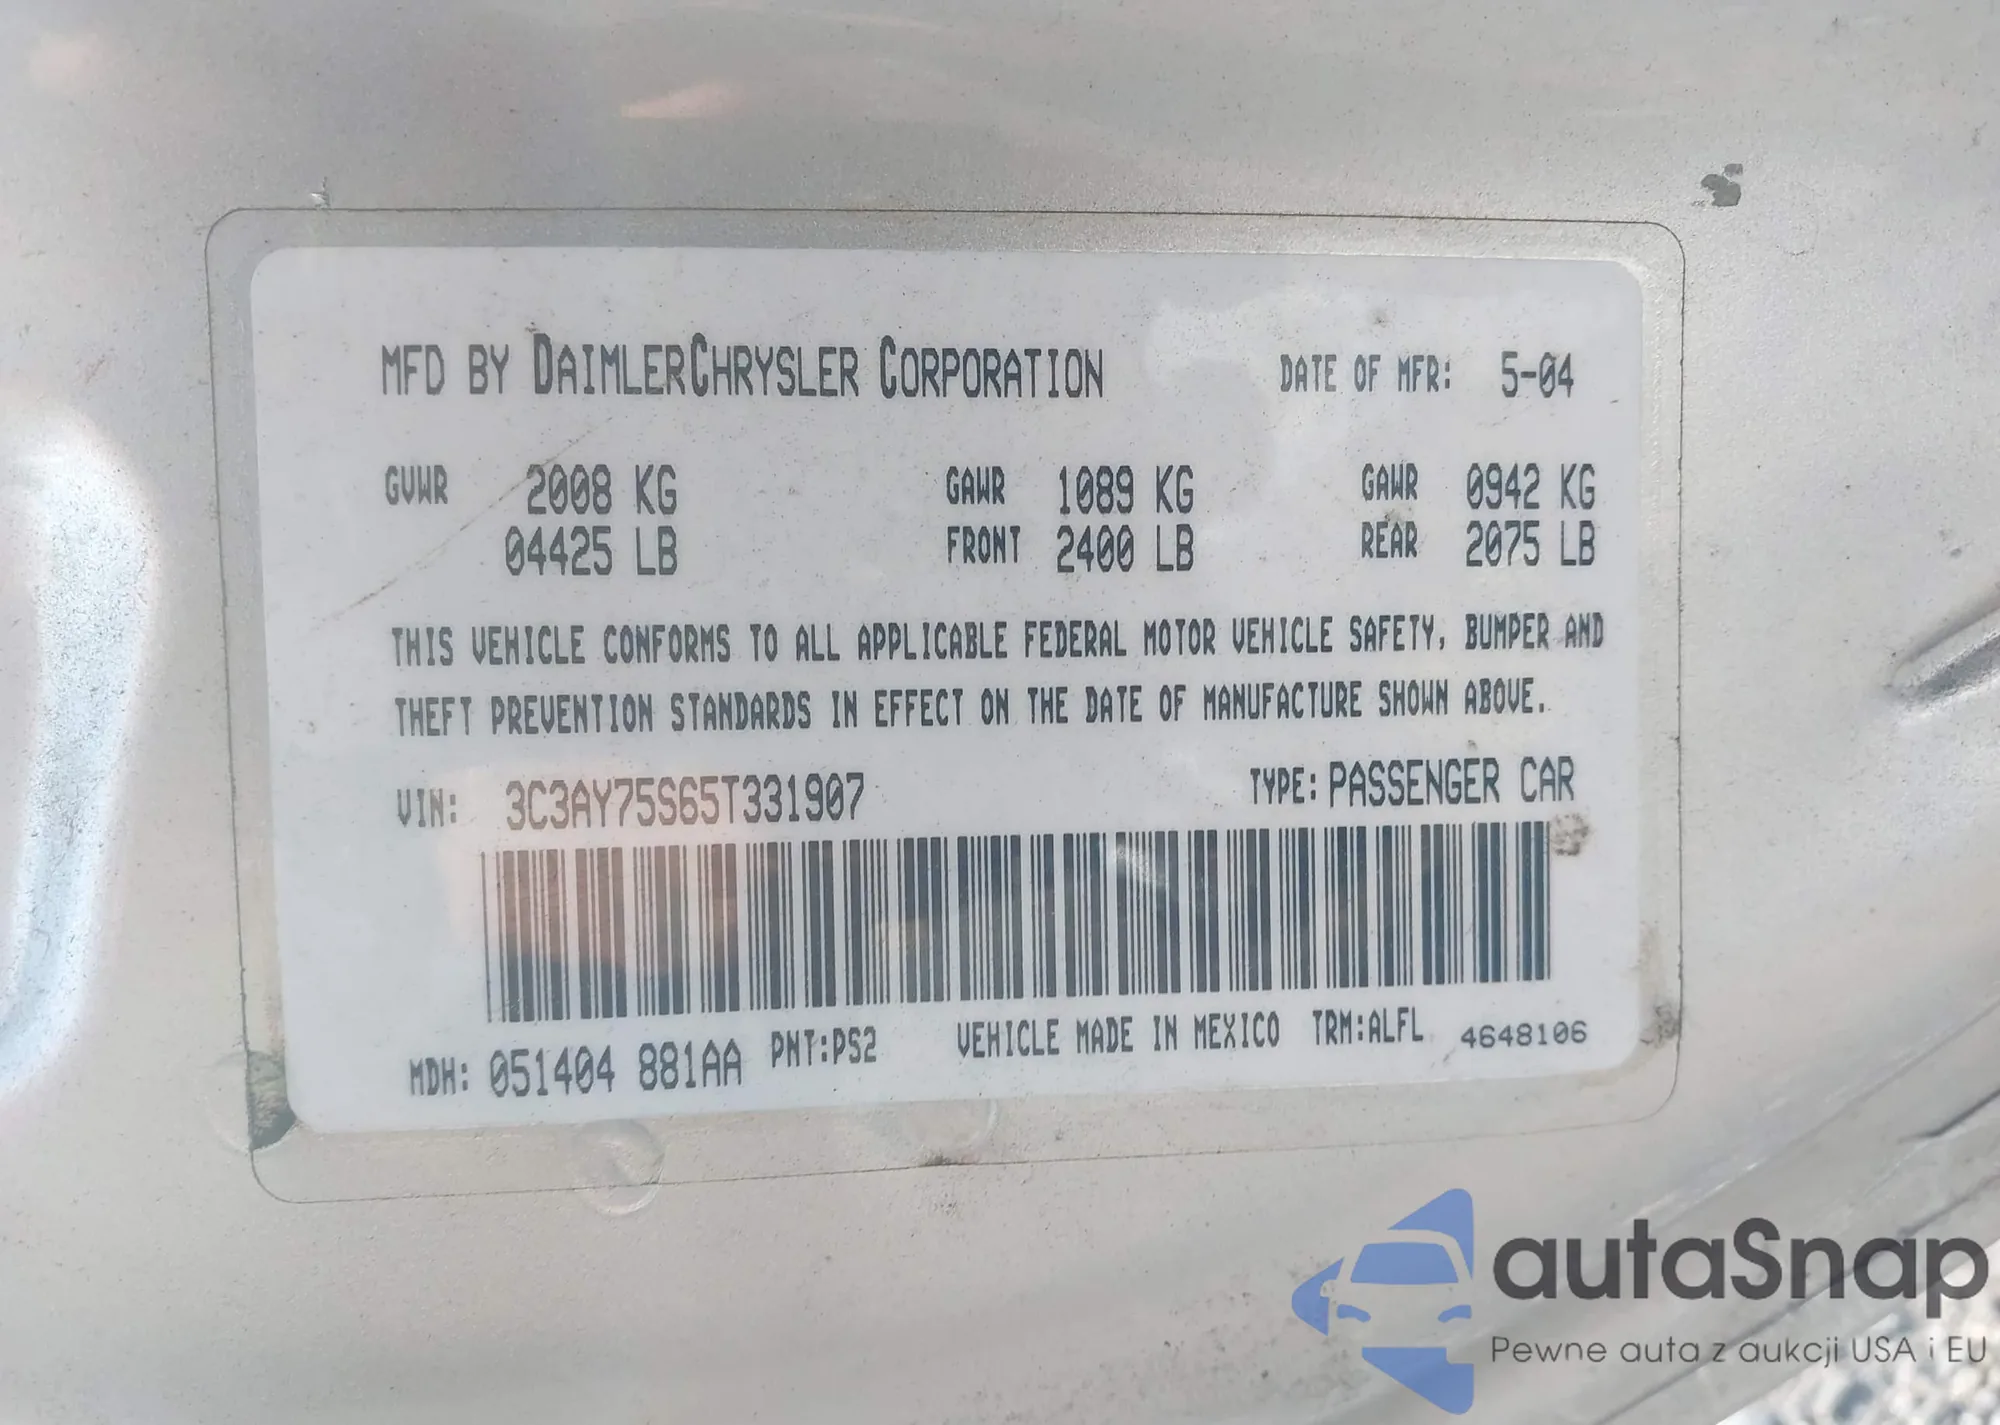 MFD BY DAIMLERCHRYSLER CORPORATION DATE OF MFR: 5-04
GVWR 2008 KG GAWR 1089 KG GAWR 0942 KG
04425 LB FRONT 2400 LB REAR 2075 LB
THIS VEHICLE CONFORMS TO ALL APPLICABLE FEDERAL MOTOR VEHICLE SAFETY, BUMPER AND
THEFT PREVENTION STANDARDS IN EFFECT ON THE DATE OF MANUFACTURE SHOWN ABOVE.
VIN: 3C3AY75S65T331907 TYPE: PASSENGER CAR
MDH: 051404 881AA PNT:PS2 VEHICLE MADE IN MEXICO TRM:ALFL 4648106
autaSnap
Pewne auta z aukcji USA i EU